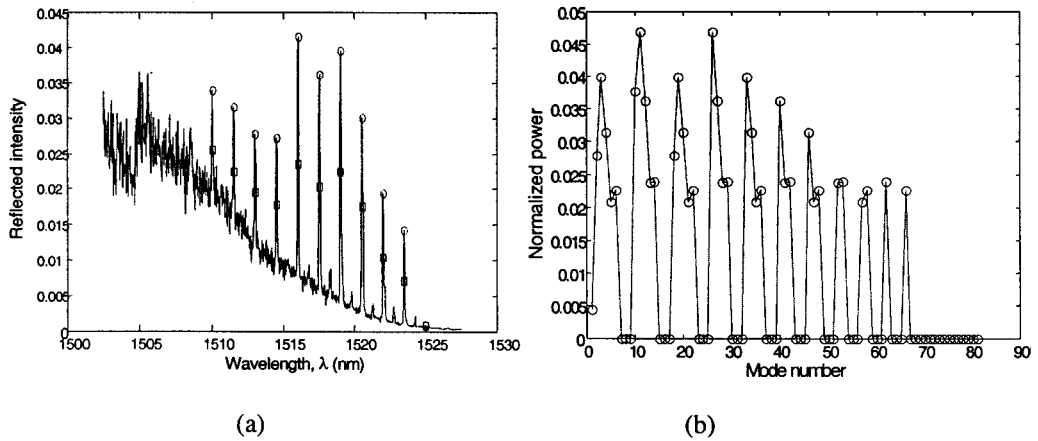 0.045
0.04
0.035
0.03
0.025
0.02
0.015
0.01
0.005
0
Reflected intensity
1500 1505 1510 1515 1520 1525 1530
Wavelength, λ (nm)
(a)
0.05
0.045
0.04
0.035
0.03
0.025
0.02
0.015
0.01
0.005
0
Normalized power
0 10 20 30 40 50 60 70 80 90
Mode number
(b)